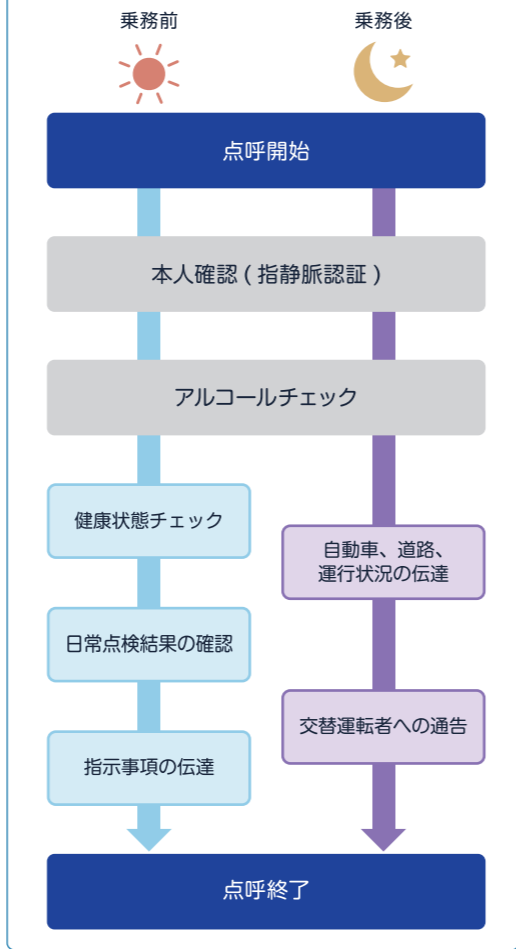 乗務前
乗務後
点呼開始
本人確認 ( 指静脈認証 )
アルコールチェック
健康状態チェック
自動車、道路、
運行状況の伝達
日常点検結果の確認
交替運転者への通告
指示事項の伝達
点呼終了